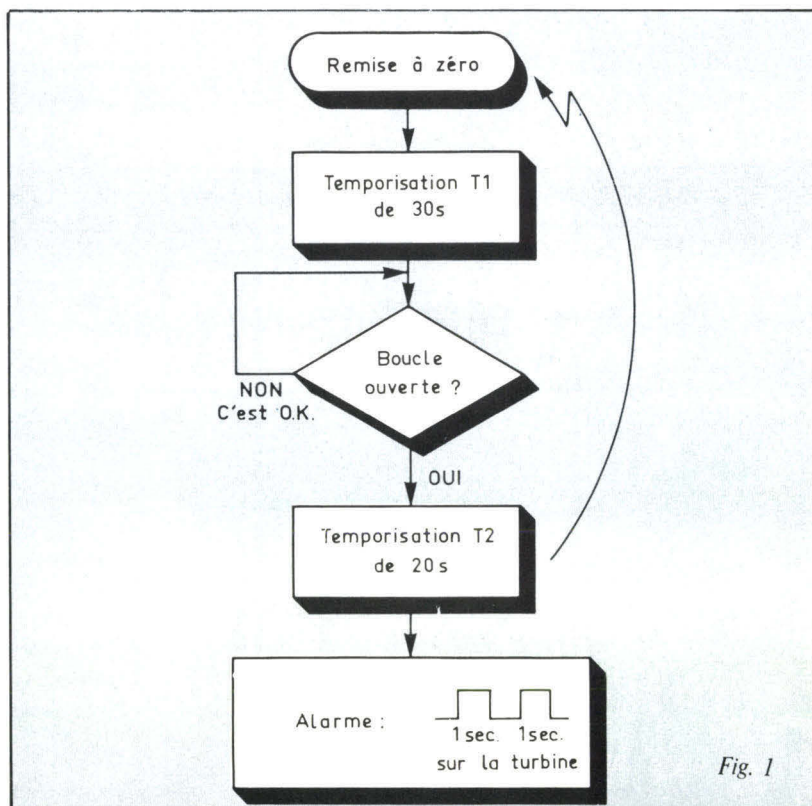 Remise à zéro
Temporisation T1
de 30s
Boucle
ouverte ?
NON
C'est O.K.
OUI
Temporisation T2
de 20s
Alarme :
1sec. 1sec.
sur la turbine
Fig. 1